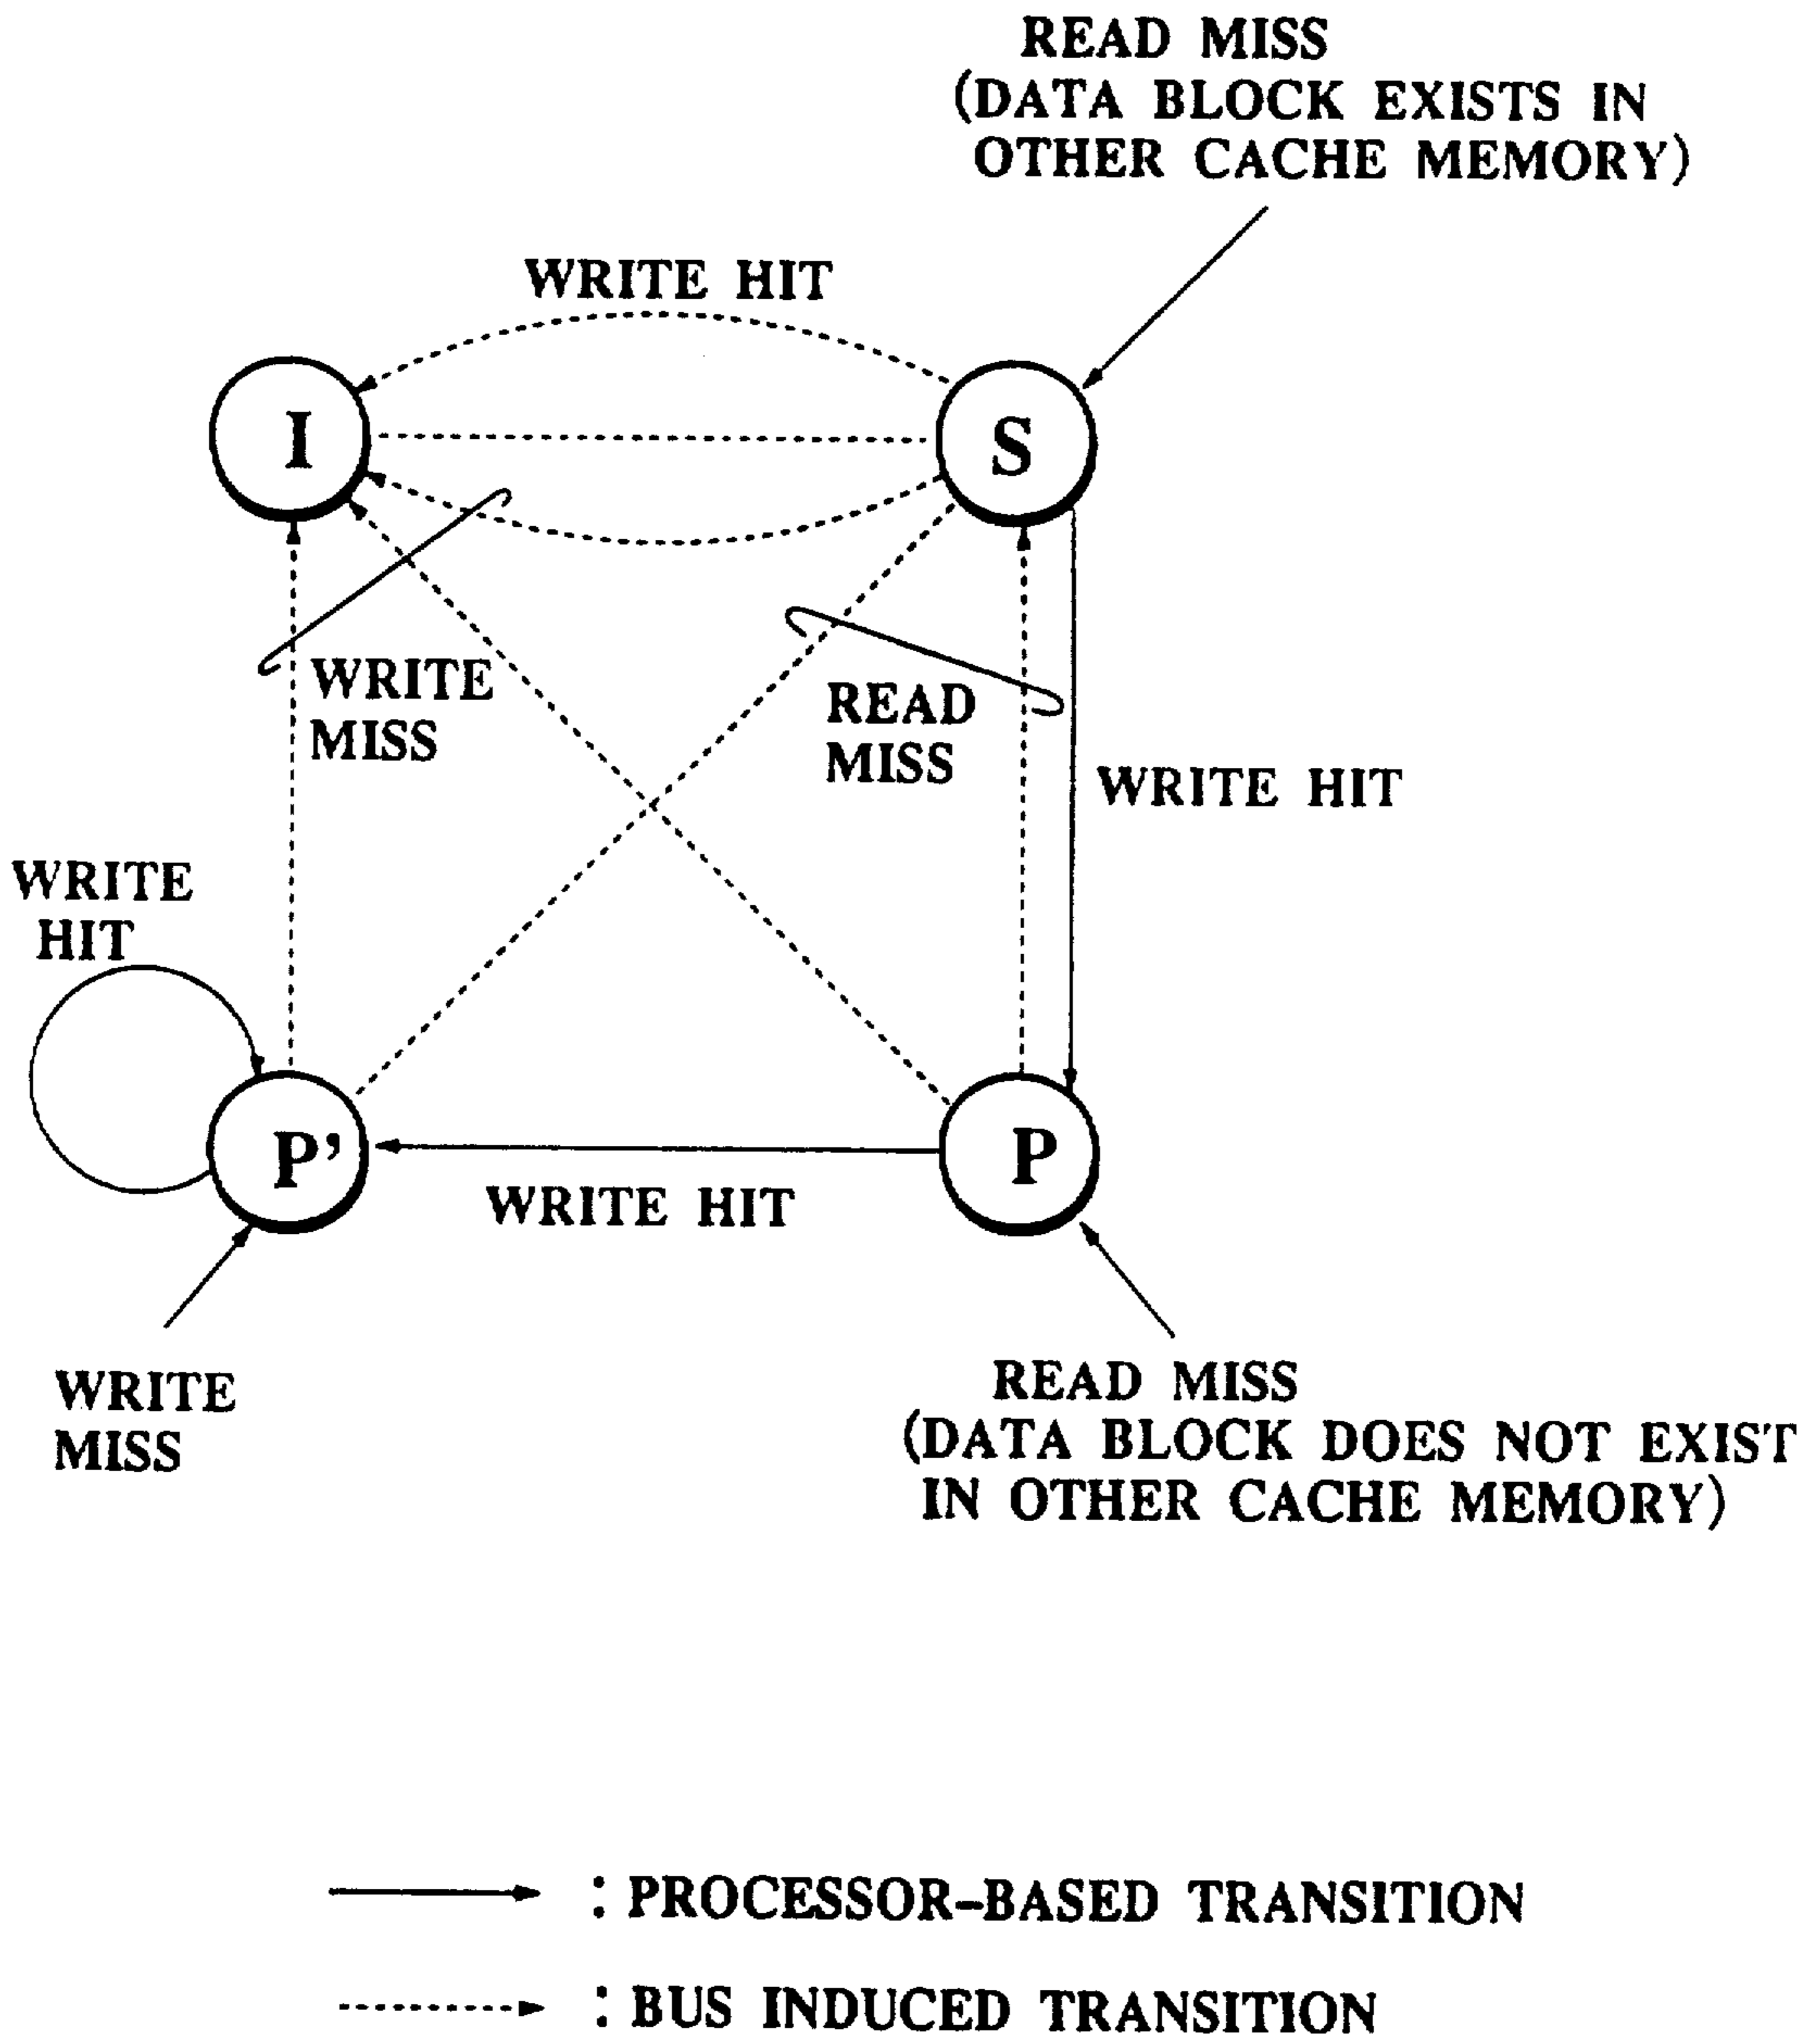 READ MISS
(DATA BLOCK EXISTS IN
OTHER CACHE MEMORY)
WRITE HIT
I
S
WRITE
MISS
READ
MISS
WRITE HIT
WRITE
HIT
P'
P
WRITE HIT
WRITE
MISS
READ MISS
(DATA BLOCK DOES NOT EXIST
IN OTHER CACHE MEMORY)
: PROCESSOR-BASED TRANSITION
: BUS INDUCED TRANSITION